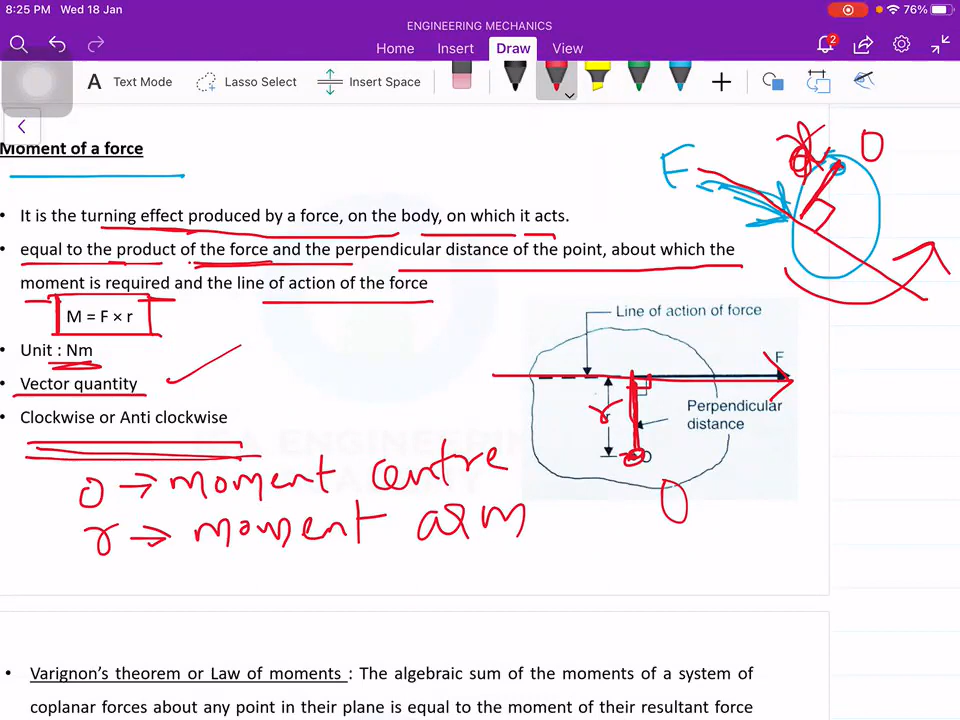 8:25 PM Wed 18 Jan
76%
ENGINEERING MECHANICS
Home Insert Draw View
2
A Text Mode Lasso Select Insert Space
Moment of a force
F
d
O
• It is the turning effect produced by a force, on the body, on which it acts.
• equal to the product of the force and the perpendicular distance of the point, about which the
moment is required and the line of action of the force
M = F × r
Line of action of force
• Unit : Nm
F
• Vector quantity
r
Perpendicular
distance
• Clockwise or Anti clockwise
O
O → moment centre
O
r → moment arm
• Varignon's theorem or Law of moments : The algebraic sum of the moments of a system of
coplanar forces about any point in their plane is equal to the moment of their resultant force